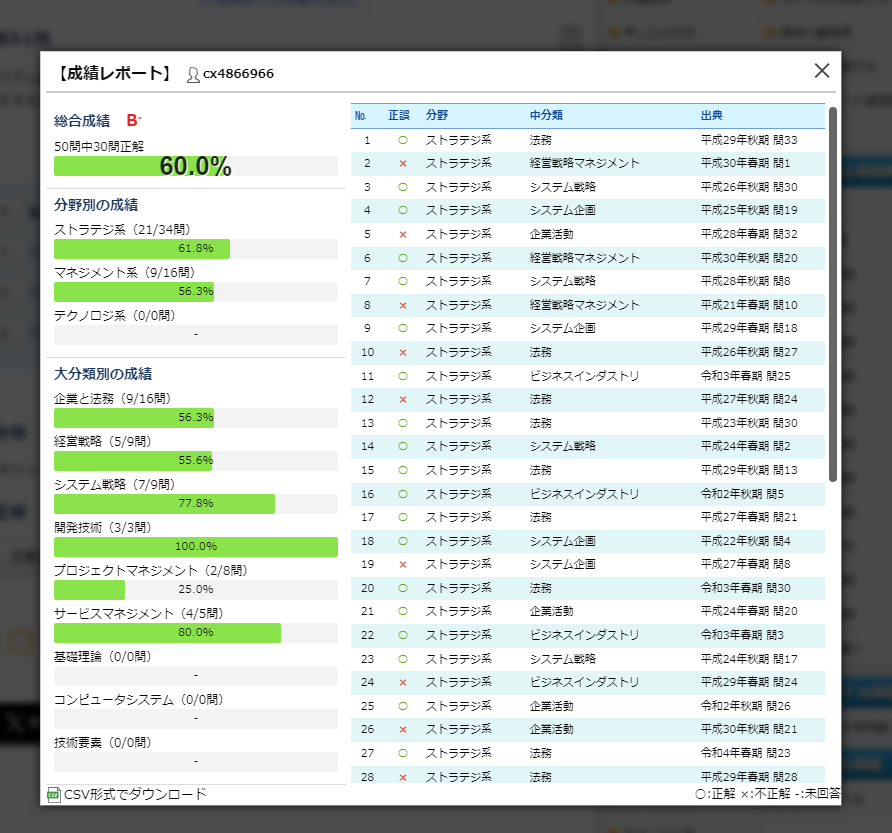 【成績レポート】 cx4866966
総合成績 B-
50問中30問正解
60.0%
分野別の成績
ストラテジ系（21/34問）
61.8%
マネジメント系（9/16問）
56.3%
テクノロジ系（0/0問）
-
大分類別の成績
企業と法務（9/16問）
56.3%
経営戦略（5/9問）
55.6%
システム戦略（7/9問）
77.8%
開発技術（3/3問）
100.0%
プロジェクトマネジメント（2/8問）
25.0%
サービスマネジメント（4/5問）
80.0%
基礎理論（0/0問）
-
コンピュータシステム（0/0問）
-
技術要素（0/0問）
-
CSV形式でダウンロード
No. 正誤 分野 中分類 出典
1 ○ ストラテジ系 法務 平成29年秋期 問33
2 × ストラテジ系 経営戦略マネジメント 平成30年春期 問1
3 ○ ストラテジ系 システム戦略 平成26年秋期 問30
4 ○ ストラテジ系 システム企画 平成25年秋期 問19
5 × ストラテジ系 企業活動 平成28年春期 問32
6 ○ ストラテジ系 経営戦略マネジメント 平成30年秋期 問20
7 ○ ストラテジ系 システム戦略 平成28年秋期 問8
8 × ストラテジ系 経営戦略マネジメント 平成21年春期 問10
9 ○ ストラテジ系 システム企画 平成29年春期 問18
10 × ストラテジ系 法務 平成26年秋期 問27
11 ○ ストラテジ系 ビジネスインダストリ 令和3年春期 問25
12 × ストラテジ系 法務 平成27年秋期 問24
13 ○ ストラテジ系 法務 平成23年秋期 問30
14 ○ ストラテジ系 システム戦略 平成24年春期 問2
15 ○ ストラテジ系 法務 平成29年秋期 問13
16 ○ ストラテジ系 ビジネスインダストリ 令和2年秋期 問5
17 ○ ストラテジ系 法務 平成27年春期 問21
18 ○ ストラテジ系 システム企画 平成22年秋期 問4
19 × ストラテジ系 システム企画 平成27年春期 問8
20 ○ ストラテジ系 法務 令和3年春期 問30
21 ○ ストラテジ系 企業活動 平成24年春期 問20
22 ○ ストラテジ系 ビジネスインダストリ 令和3年春期 問3
23 ○ ストラテジ系 システム戦略 平成24年秋期 問17
24 × ストラテジ系 ビジネスインダストリ 平成29年春期 問24
25 ○ ストラテジ系 企業活動 令和2年秋期 問26
26 × ストラテジ系 企業活動 平成30年秋期 問21
27 ○ ストラテジ系 法務 令和4年春期 問23
28 × ストラテジ系 法務 平成29年春期 問28
○:正解 ×:不正解 -:未回答